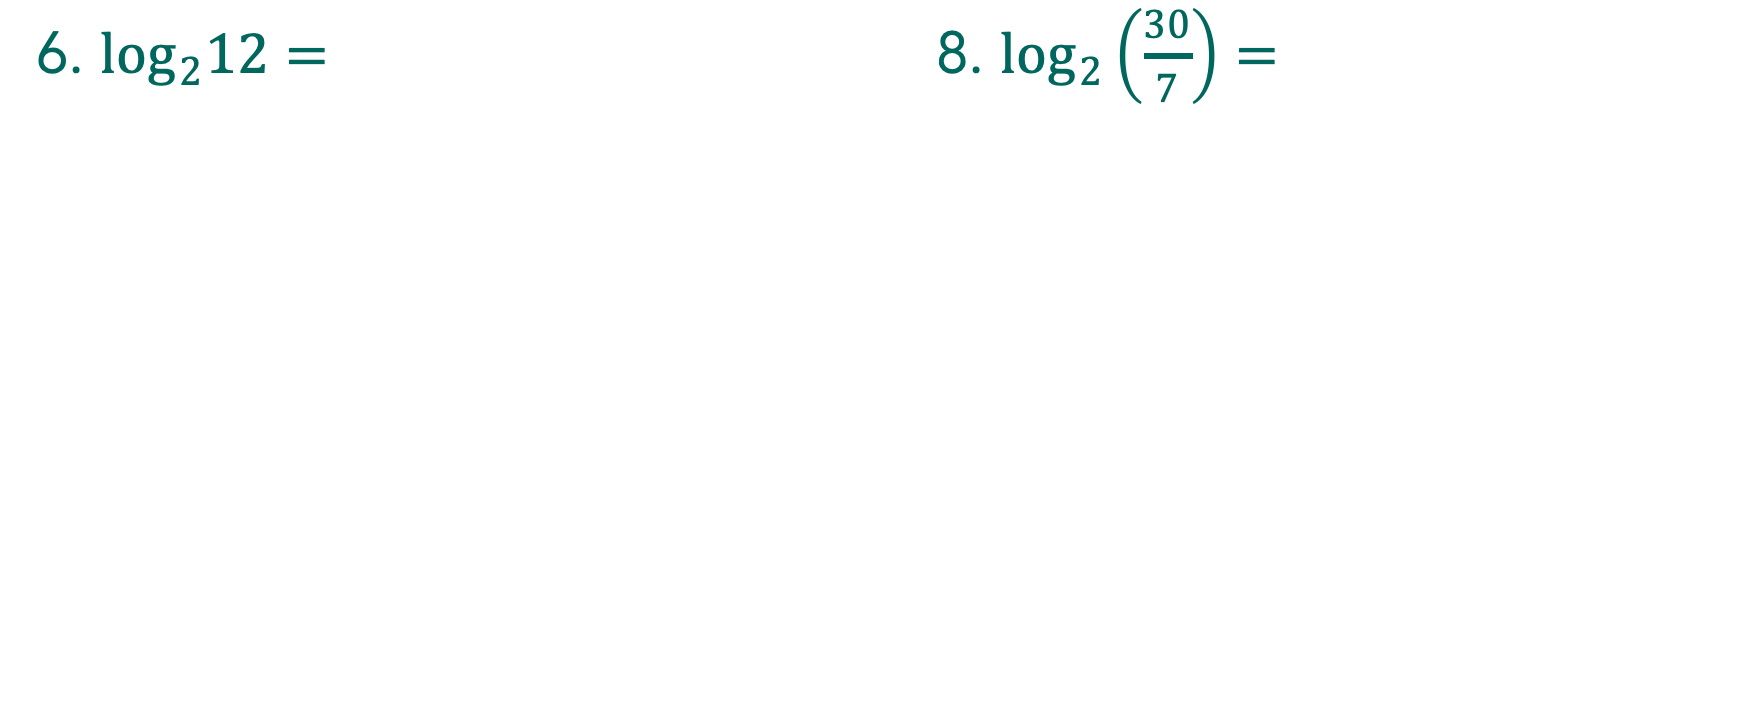 6. log₂12 =
8. log₂(30/7) =